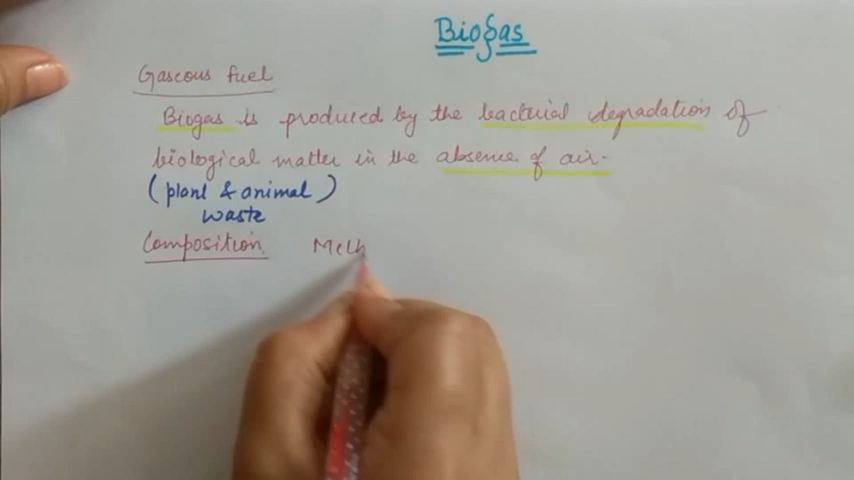 Biogas
Gaseous fuel
Biogas is produced by the bacterial degradation of
biological matter in the absence of air.
(plant & animal)
waste
Composition Meth